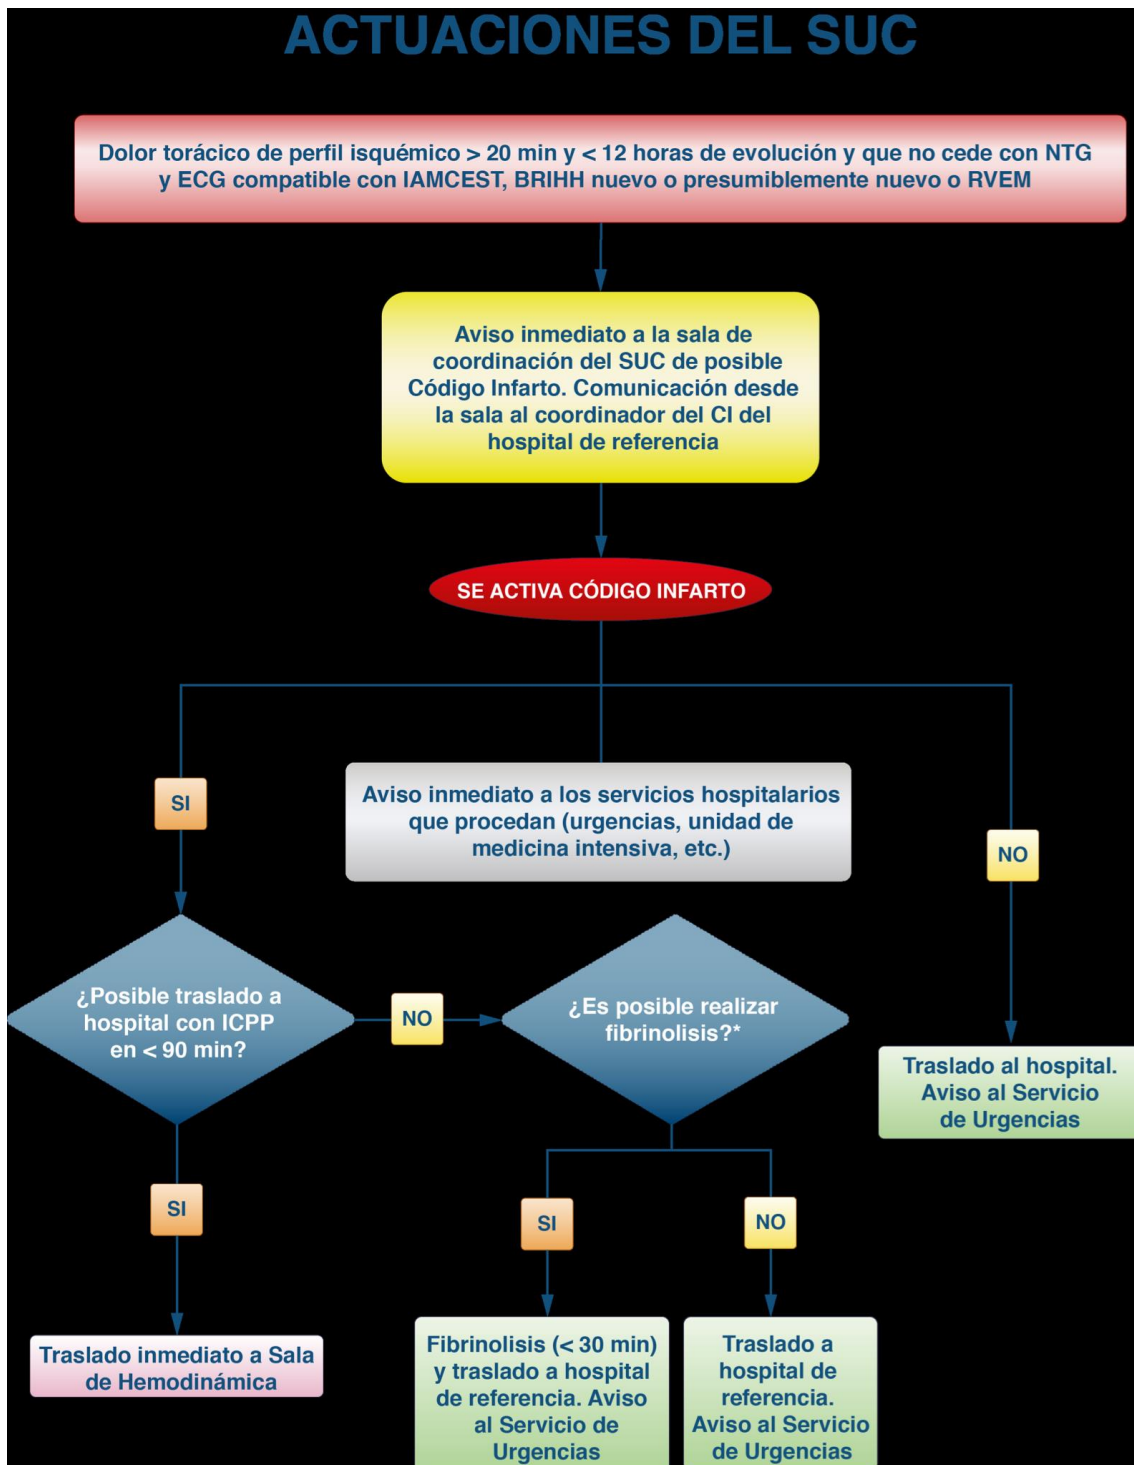 ACTUACIONES DEL SUC
Dolor torácico de perfil isquémico > 20 min y < 12 horas de evolución y que no cede con NTG
y ECG compatible con IAMCEST, BRIHH nuevo o presumiblemente nuevo o RVEM
Aviso inmediato a la sala de
coordinación del SUC de posible
Código Infarto. Comunicación desde
la sala al coordinador del CI del
hospital de referencia
SE ACTIVA CÓDIGO INFARTO
SI
Aviso inmediato a los servicios hospitalarios
que procedan (urgencias, unidad de
medicina intensiva, etc.)
NO
¿Posible traslado a
hospital con ICPP
en < 90 min?
NO
¿Es posible realizar
fibrinolisis?*
Traslado al hospital.
Aviso al Servicio
de Urgencias
SI
SI
NO
Traslado inmediato a Sala
de Hemodinámica
Fibrinolisis (< 30 min)
y traslado a hospital
de referencia. Aviso
al Servicio de
Urgencias
Traslado a
hospital de
referencia.
Aviso al Servicio
de Urgencias